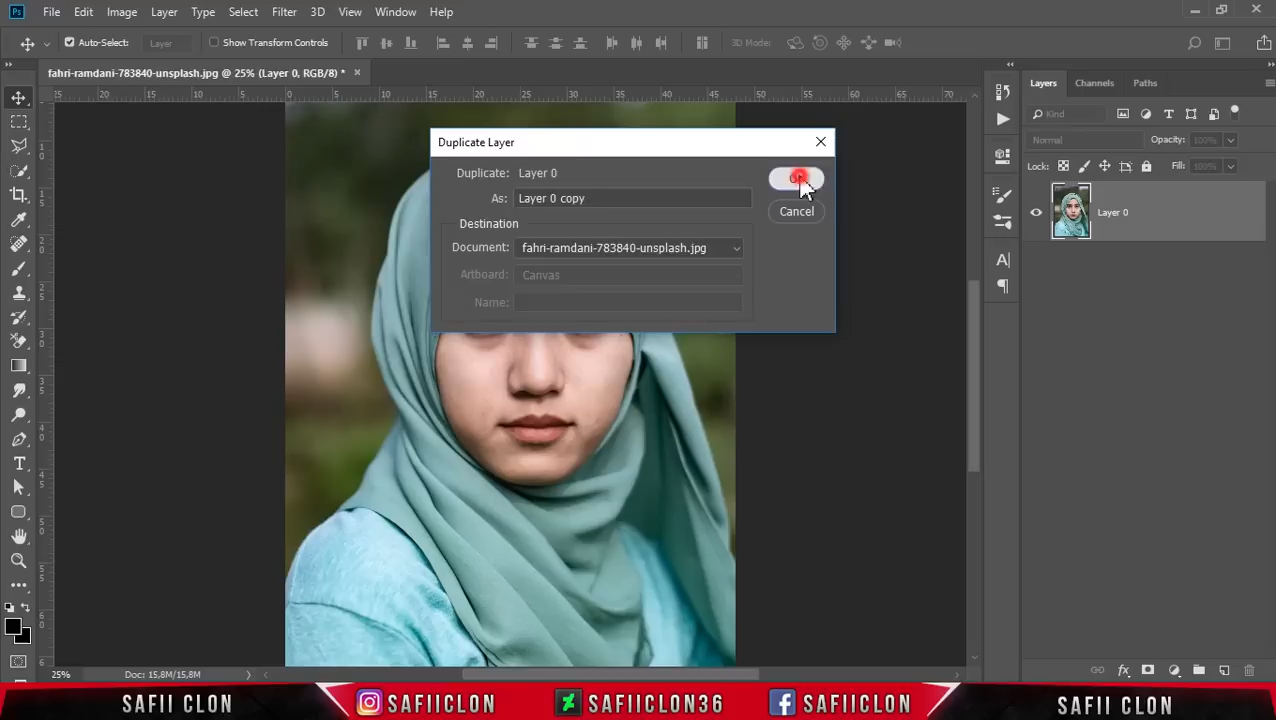 Ps File Edit Image Layer Type Select Filter 3D View Window Help
Auto-Select: Layer Show Transform Controls 3D Mode:
fahri-ramdani-783840-unsplash.jpg @ 25% (Layer 0, RGB/8) *
Layers Channels Paths
Kind
Normal Opacity: 100%
Lock: Fill: 100%
Layer 0
Duplicate Layer
Duplicate: Layer 0
As: Layer 0 copy
Cancel
Destination
Document: fahri-ramdani-783840-unsplash.jpg
Artboard: Canvas
Name:
25% Doc: 15,8M/15,8M
SAFII CLON SAFIICLON SAFIICLON36 SAFIICLON SAFII CLON